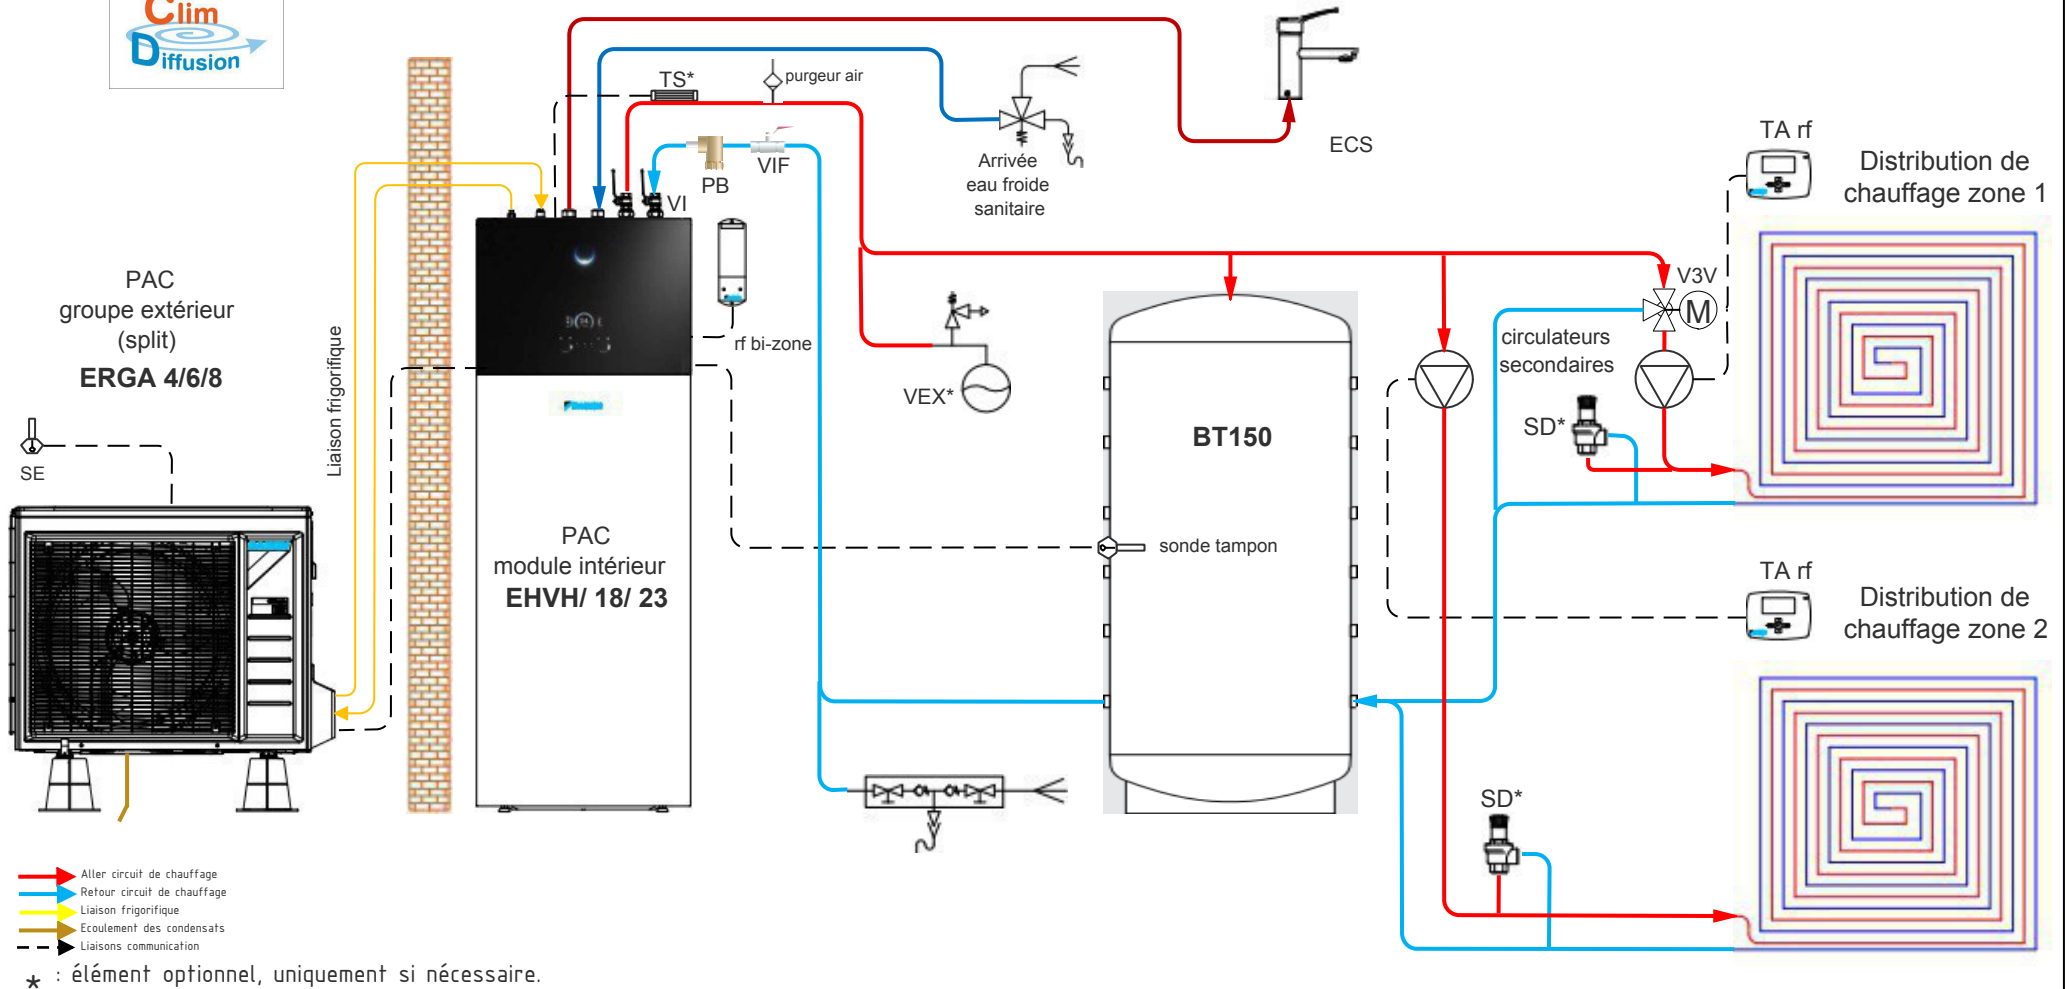 Clim
Diffusion
TS*
purgeur air
PB
VIF
VI
Arrivée
eau froide
sanitaire
ECS
TA rf
Distribution de
chauffage zone 1
PAC
groupe extérieur
(split)
ERGA 4/6/8
Liaison frigorifique
rf bi-zone
VEX*
BT150
V3V
M
circulateurs
secondaires
SD*
SE
PAC
module intérieur
EHVH/ 18/ 23
sonde tampon
TA rf
Distribution de
chauffage zone 2
SD*
Aller circuit de chauffage
Retour circuit de chauffage
Liaison frigorifique
Ecoulement des condensats
Liaisons communication
* : élément optionnel, uniquement si nécessaire.